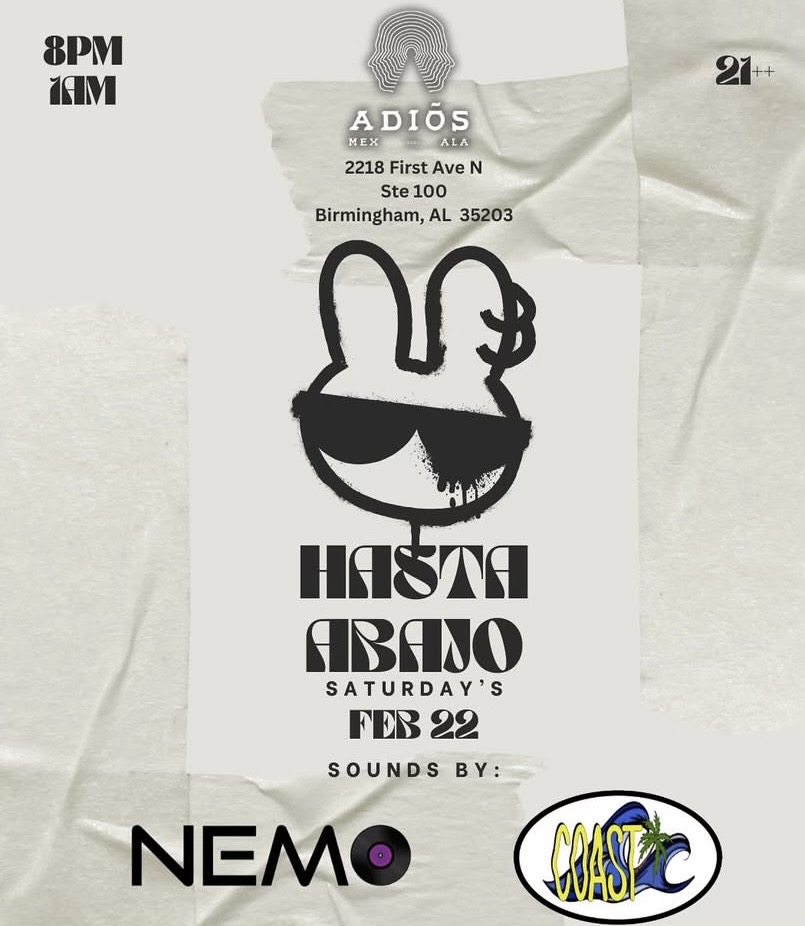 8PM
1AM
21++
ADIÕS
MEX ALA
2218 First Ave N
Ste 100
Birmingham, AL 35203
HASTA
ABAJO
SATURDAY'S
FEB 22
SOUNDS BY:
NEMO
COAST